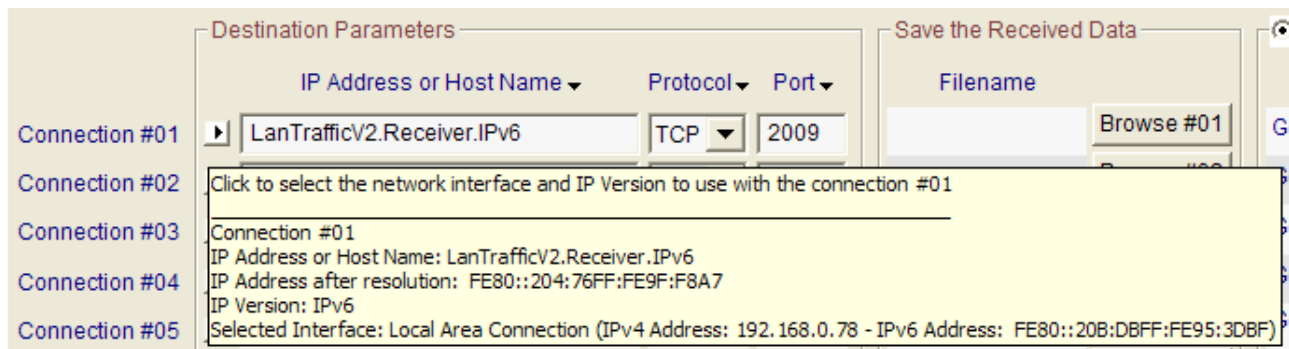 Destination Parameters
Save the Received Data
IP Address or Host Name
Protocol
Port
Filename
Connection #01
LanTrafficV2.Receiver.IPv6
TCP
2009
Browse #01
Connection #02
Click to select the network interface and IP Version to use with the connection #01
Connection #03
Connection #01
IP Address or Host Name: LanTrafficV2.Receiver.IPv6
Connection #04
IP Address after resolution: FE80::204:76FF:FE9F:F8A7
IP Version: IPv6
Connection #05
Selected Interface: Local Area Connection (IPv4 Address: 192.168.0.78 - IPv6 Address: FE80::20B:DBFF:FE95:3DBF)